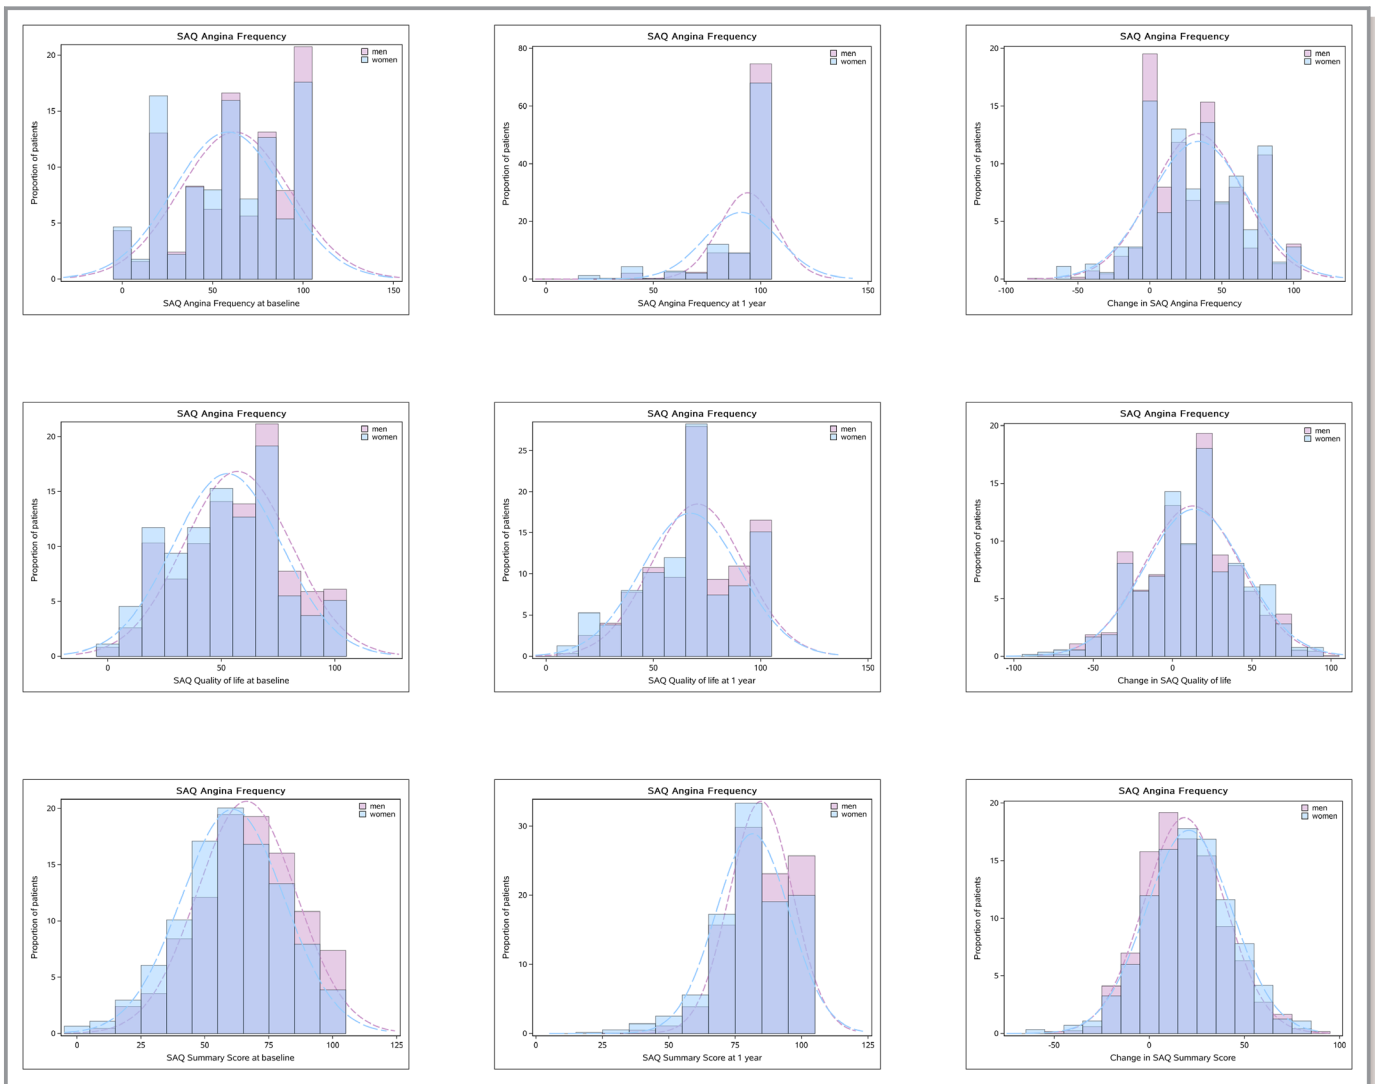 SAQ Angina Frequency
men
women
20
15
10
5
0
Proportion of patients
0
50
100
150
SAQ Angina Frequency at baseline
SAQ Angina Frequency
men
women
80
60
40
20
0
Proportion of patients
0
50
100
150
SAQ Angina Frequency at 1 year
SAQ Angina Frequency
men
women
20
15
10
5
0
Proportion of patients
-100
-50
0
50
100
Change in SAQ Angina Frequency
SAQ Angina Frequency
men
women
20
15
10
5
0
Proportion of patients
0
50
100
SAQ Quality of life at baseline
SAQ Angina Frequency
men
women
25
20
15
10
5
0
Proportion of patients
0
50
100
150
SAQ Quality of life at 1 year
SAQ Angina Frequency
men
women
20
15
10
5
0
Proportion of patients
-100
-50
0
50
100
Change in SAQ Quality of life
SAQ Angina Frequency
men
women
20
15
10
5
0
Proportion of patients
0
25
50
75
100
125
SAQ Summary Score at baseline
SAQ Angina Frequency
men
women
30
20
10
0
Proportion of patients
0
25
50
75
100
125
SAQ Summary Score at 1 year
SAQ Angina Frequency
men
women
20
15
10
5
0
Proportion of patients
-50
0
50
100
Change in SAQ Summary Score